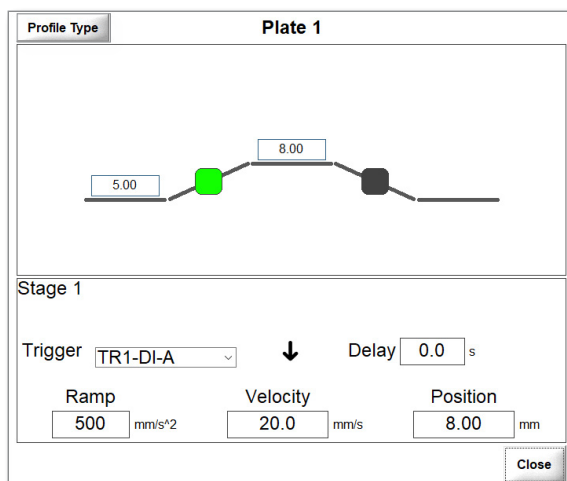 Profile Type
Plate 1
8.00
5.00
Stage 1
Trigger TR1-DI-A Delay 0.0 s
Ramp Velocity Position
500 mm/s^2 20.0 mm/s 8.00 mm
Close